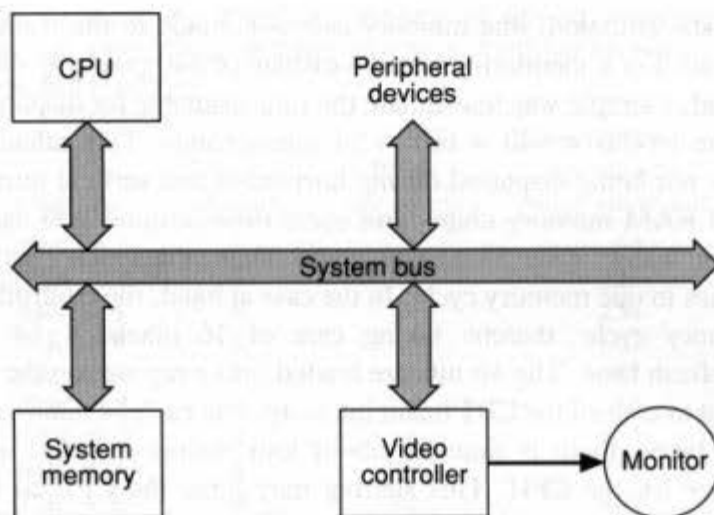 CPU
Peripheral
devices
System bus
System
memory
Video
controller
Monitor